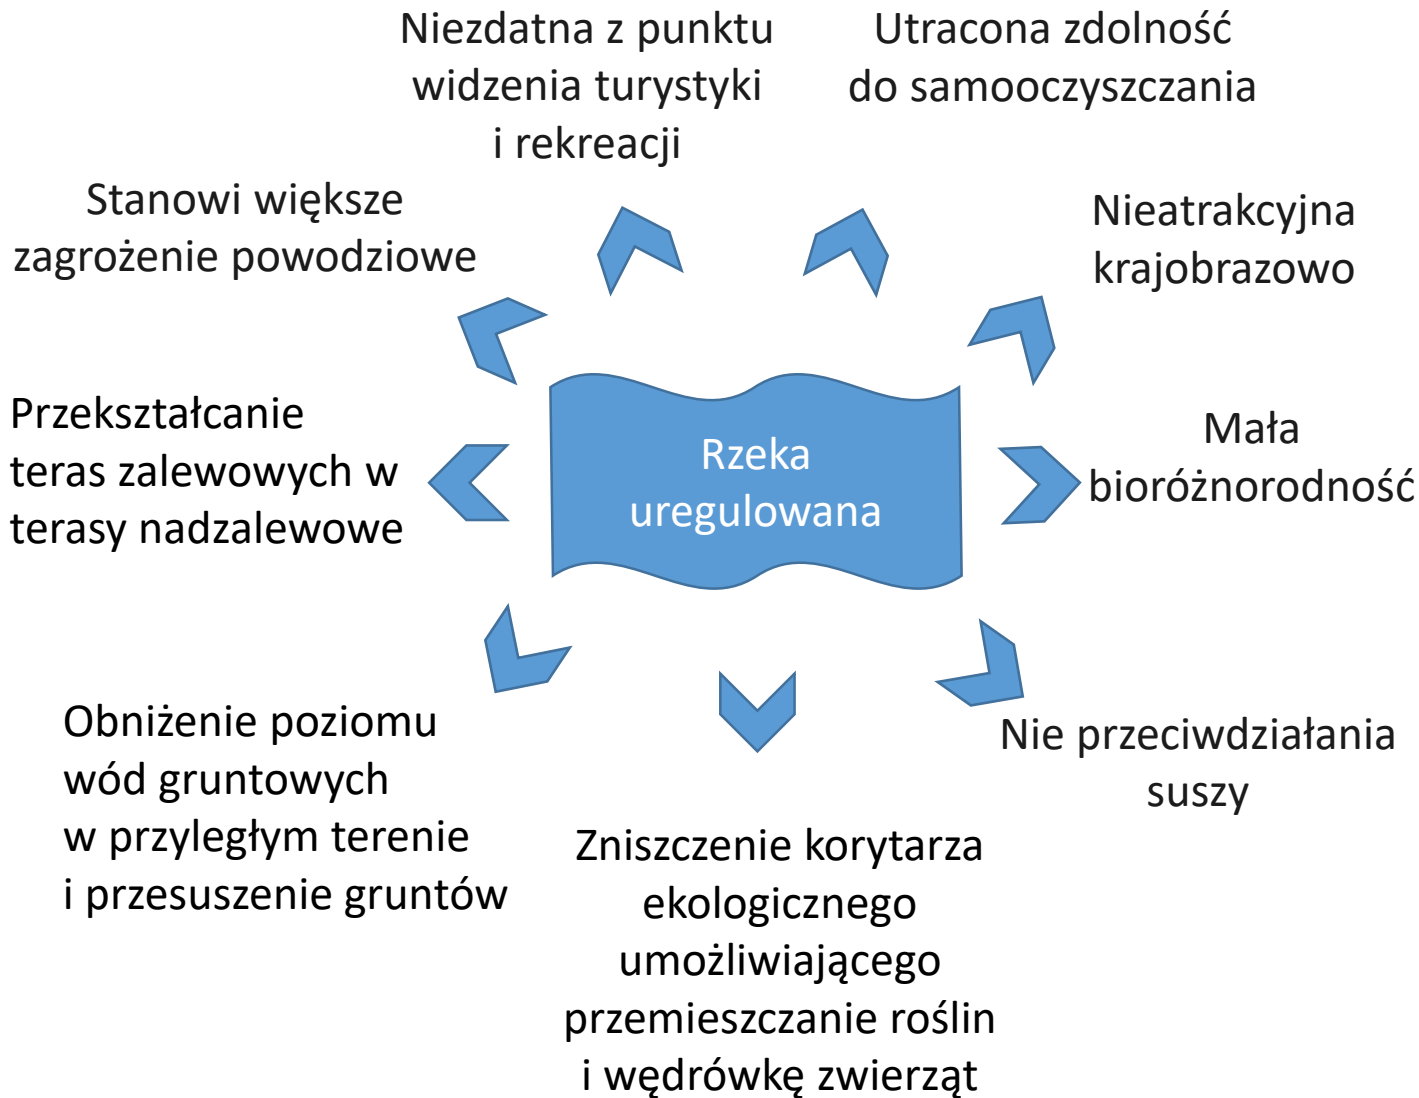 Niezdatna z punktu
widzenia turystyki
i rekreacji
Utracona zdolność
do samooczyszczania
Stanowi większe
zagrożenie powodziowe
Nieatrakcyjna
krajobrazowo
Przekształcanie
teras zalewowych w
terasy nadzalewowe
Rzeka
uregulowana
Mała
bioróżnorodność
Obniżenie poziomu
wód gruntowych
w przyległym terenie
i przesuszenie gruntów
Nie przeciwdziałania
suszy
Zniszczenie korytarza
ekologicznego
umożliwiającego
przemieszczanie roślin
i wędrówkę zwierząt